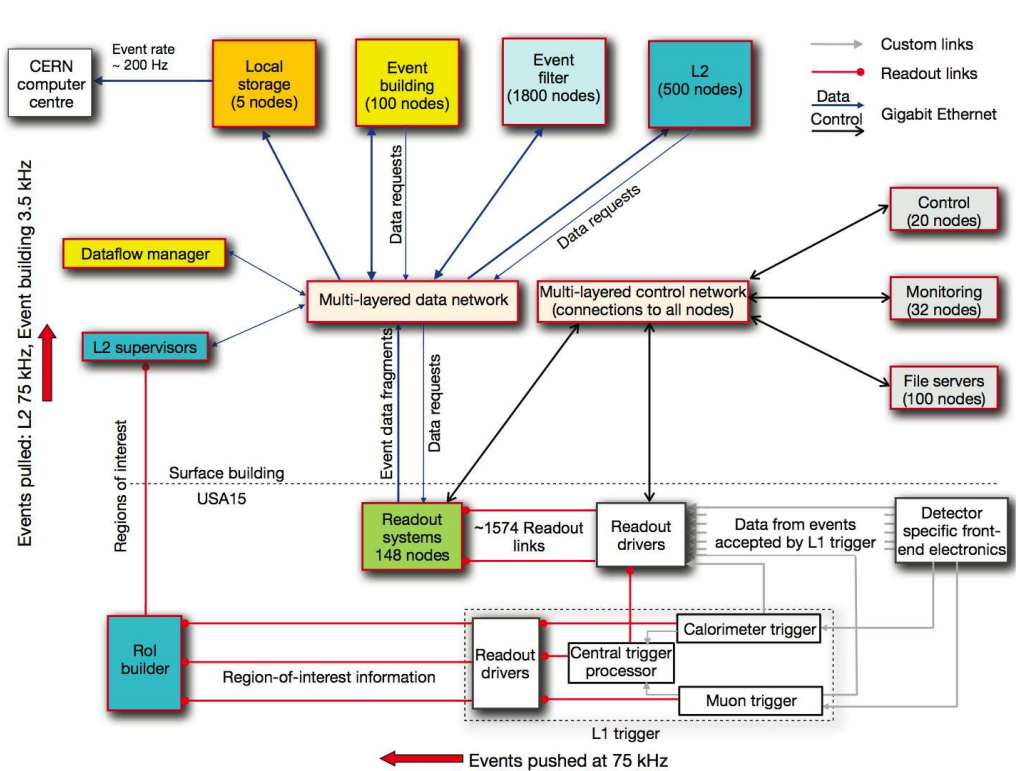 CERN
computer
centre
Event rate
~ 200 Hz
Local
storage
(5 nodes)
Event
building
(100 nodes)
Event
filter
(1800 nodes)
L2
(500 nodes)
Custom links
Readout links
Data
Control
Gigabit Ethernet
Data requests
Data requests
Control
(20 nodes)
Dataflow manager
Multi-layered data network
Multi-layered control network
(connections to all nodes)
Monitoring
(32 nodes)
L2 supervisors
File servers
(100 nodes)
Events pulled: L2 75 kHz, Event building 3.5 kHz
Event data fragments
Data requests
Regions of interest
Surface building
USA15
Readout
systems
148 nodes
~1574 Readout
links
Readout
drivers
Data from events
accepted by L1 trigger
Detector
specific front-
end electronics
RoI
builder
Region-of-interest information
Readout
drivers
Calorimeter trigger
Central trigger
processor
Muon trigger
L1 trigger
Events pushed at 75 kHz